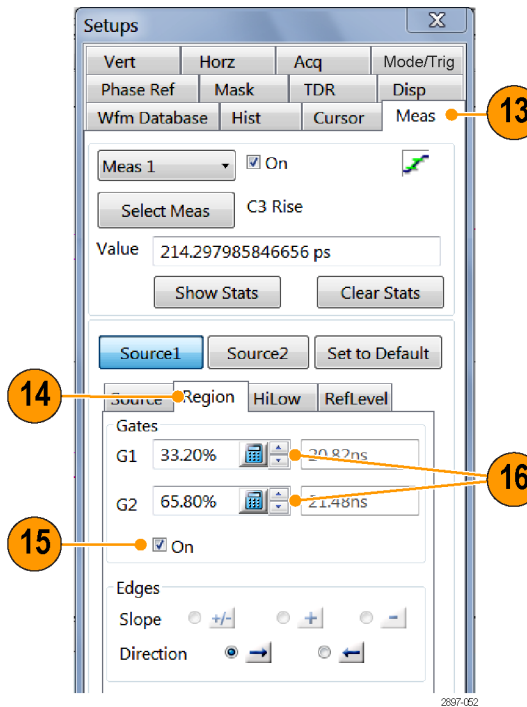 Setups X
Vert Horz Acq Mode/Trig
Phase Ref Mask TDR Disp
Wfm Database Hist Cursor Meas 13
Meas 1 On
Select Meas C3 Rise
Value 214.297985846656 ps
Show Stats Clear Stats
Source1 Source2 Set to Default
14 Source Region HiLow RefLevel
Gates
G1 33.20% 20.82ns
16
G2 65.80% 21.48ns
15 On
Edges
Slope +/- + -
Direction
2897-052